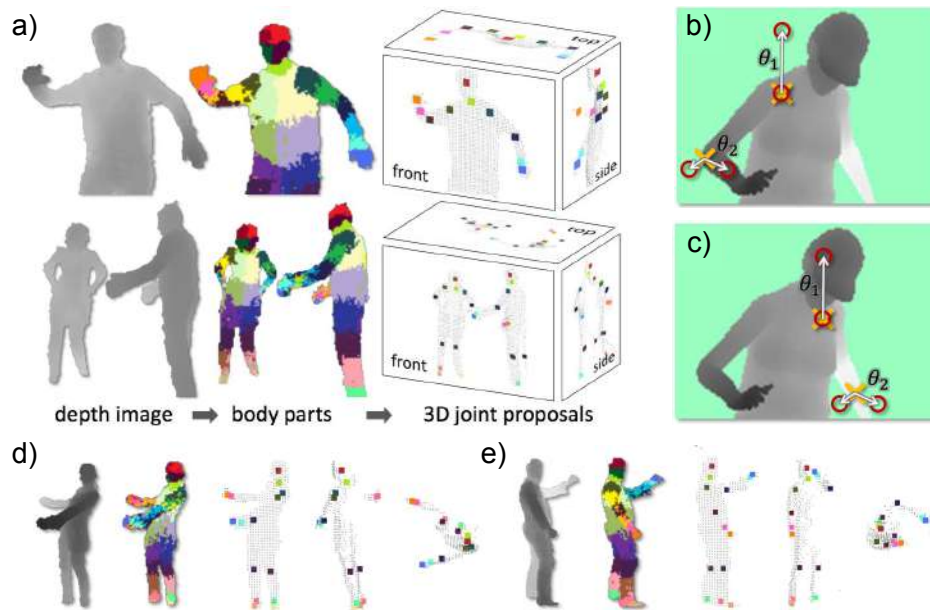 a)
top
front
side
top
front
side
depth image → body parts → 3D joint proposals
b)
θ₁
θ₂
c)
θ₁
θ₂
d)
e)